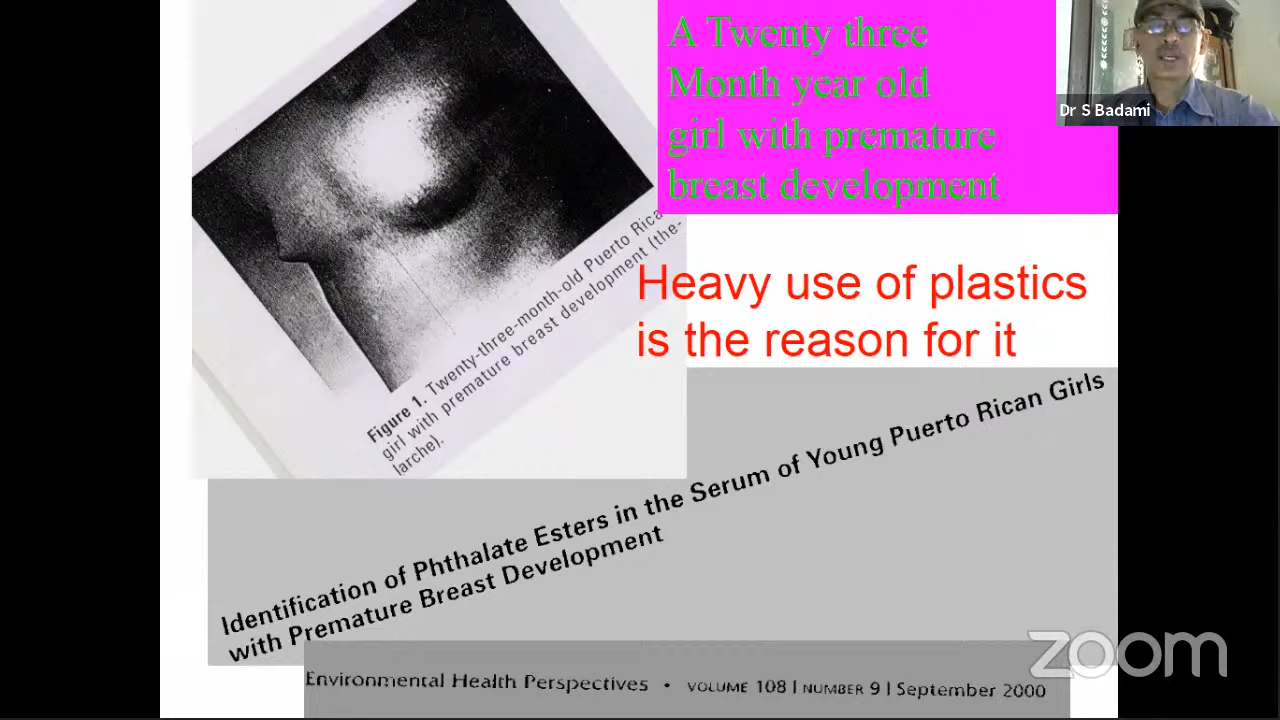 A Twenty three
Month year old
girl with premature
breast development
Dr S Badami
Figure 1. Twenty-three-month-old Puerto Rica
girl with premature breast development (the-
larche).
Heavy use of plastics
is the reason for it
Identification of Phthalate Esters in the Serum of Young Puerto Rican Girls
with Premature Breast Development
Environmental Health Perspectives • VOLUME 108 | NUMBER 9 | September 2000
zoom